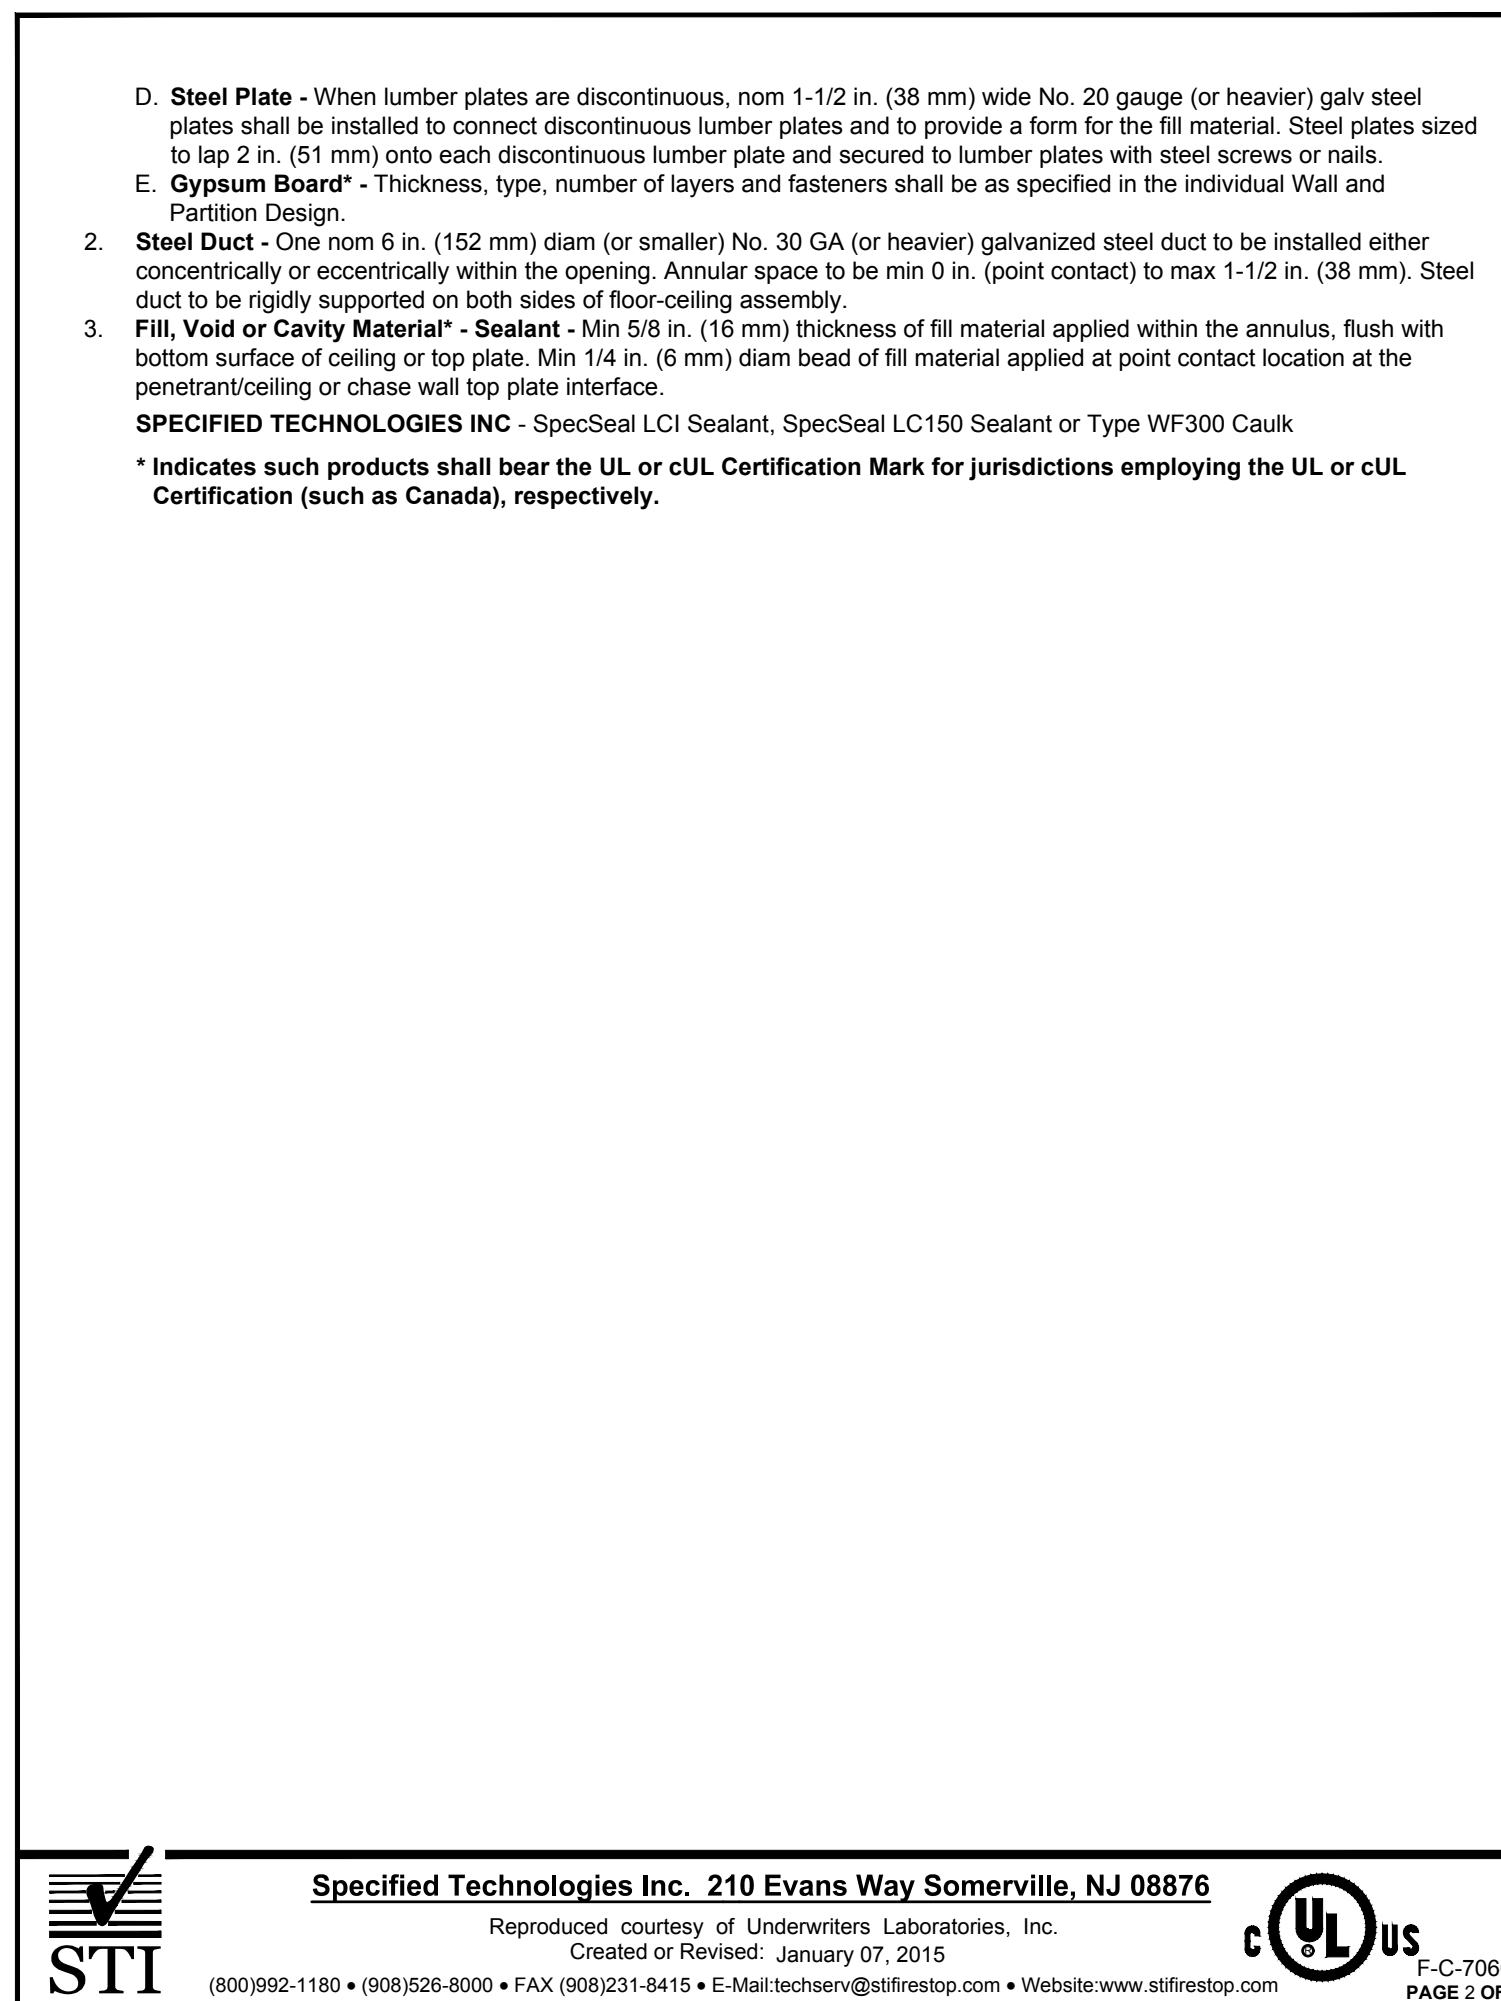 D. Steel Plate - When lumber plates are discontinuous, nom 1-1/2 in. (38 mm) wide No. 20 gauge (or heavier) galv steel
plates shall be installed to connect discontinuous lumber plates and to provide a form for the fill material. Steel plates sized
to lap 2 in. (51 mm) onto each discontinuous lumber plate and secured to lumber plates with steel screws or nails.
E. Gypsum Board* - Thickness, type, number of layers and fasteners shall be as specified in the individual Wall and
Partition Design.
2. Steel Duct - One nom 6 in. (152 mm) diam (or smaller) No. 30 GA (or heavier) galvanized steel duct to be installed either
concentrically or eccentrically within the opening. Annular space to be min 0 in. (point contact) to max 1-1/2 in. (38 mm). Steel
duct to be rigidly supported on both sides of floor-ceiling assembly.
3. Fill, Void or Cavity Material* - Sealant - Min 5/8 in. (16 mm) thickness of fill material applied within the annulus, flush with
bottom surface of ceiling or top plate. Min 1/4 in. (6 mm) diam bead of fill material applied at point contact location at the
penetrant/ceiling or chase wall top plate interface.
SPECIFIED TECHNOLOGIES INC - SpecSeal LCI Sealant, SpecSeal LC150 Sealant or Type WF300 Caulk
* Indicates such products shall bear the UL or cUL Certification Mark for jurisdictions employing the UL or cUL
Certification (such as Canada), respectively.
STI
Specified Technologies Inc. 210 Evans Way Somerville, NJ 08876
Reproduced courtesy of Underwriters Laboratories, Inc.
Created or Revised: January 07, 2015
(800)992-1180 • (908)526-8000 • FAX (908)231-8415 • E-Mail:techserv@stifirestop.com • Website:www.stifirestop.com
C UL ® US
PAGE 2